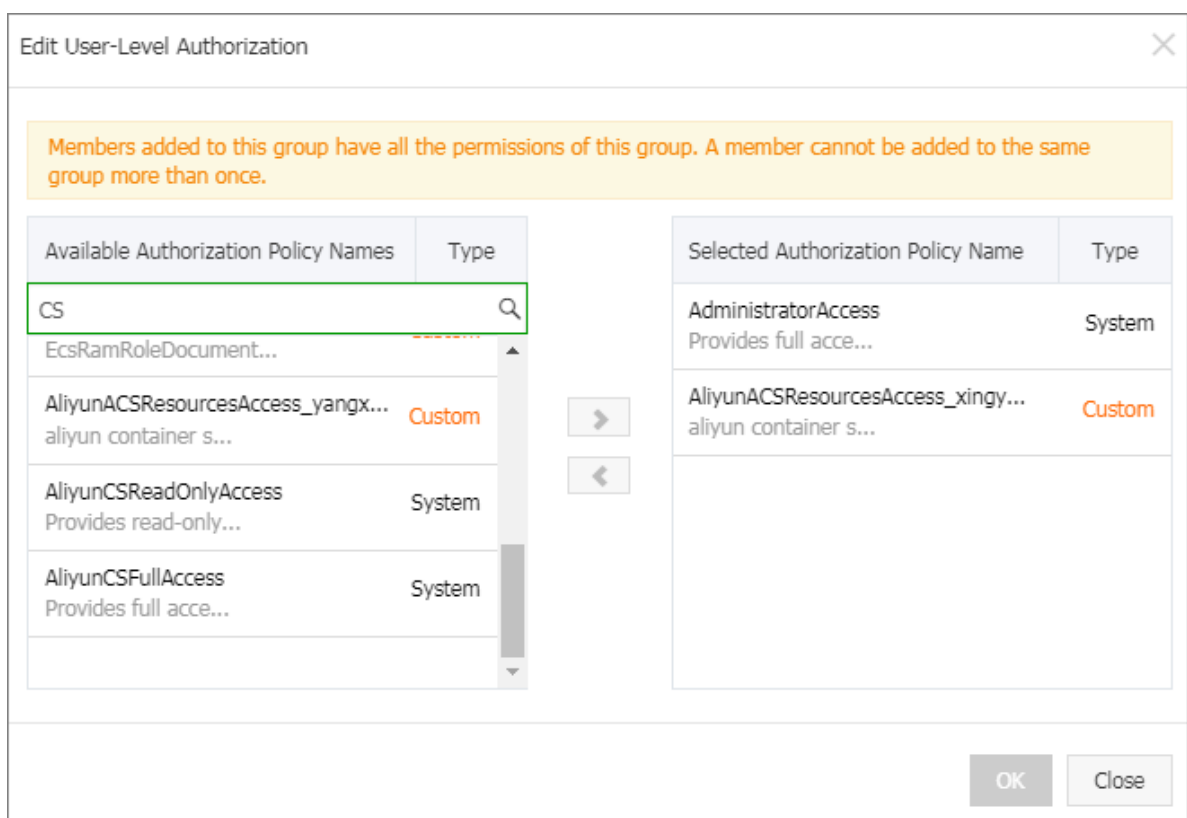 Edit User-Level Authorization
Members added to this group have all the permissions of this group. A member cannot be added to the same
group more than once.
Available Authorization Policy Names Type
CS
EcsRamRoleDocument...
AliyunACSResourcesAccess_yangx... Custom
aliyun container s...
AliyunCSReadOnlyAccess System
Provides read-only...
AliyunCSFullAccess System
Provides full acce...
Selected Authorization Policy Name Type
AdministratorAccess System
Provides full acce...
AliyunACSResourcesAccess_xingy... Custom
aliyun container s...
OK Close